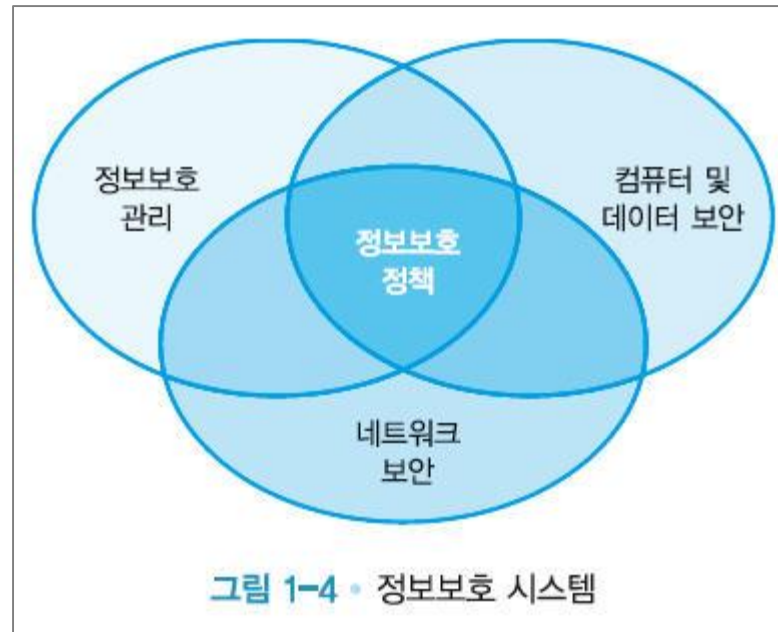 정보보호
관리
컴퓨터 및
데이터 보안
정보보호
정책
네트워크
보안
그림 1-4 • 정보보호 시스템